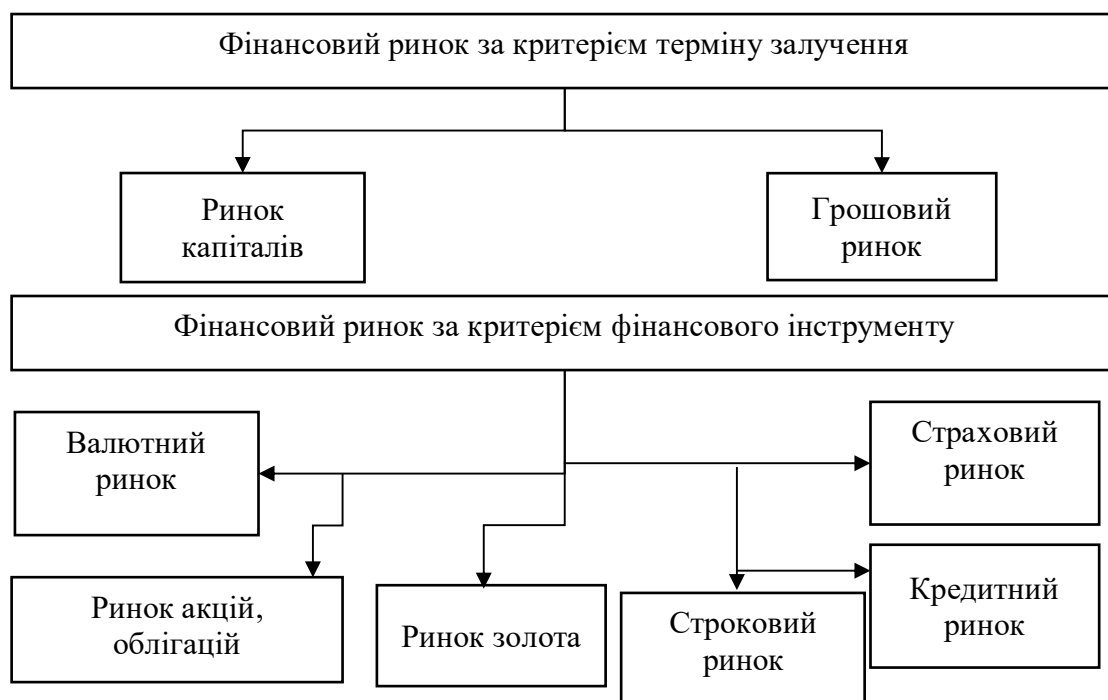 Фінансовий ринок за критерієм терміну залучення
Ринок
капіталів
Грошовий
ринок
Фінансовий ринок за критерієм фінансового інструменту
Валютний
ринок
Страховий
ринок
Ринок акцій,
облігацій
Ринок золота
Строковий
ринок
Кредитний
ринок